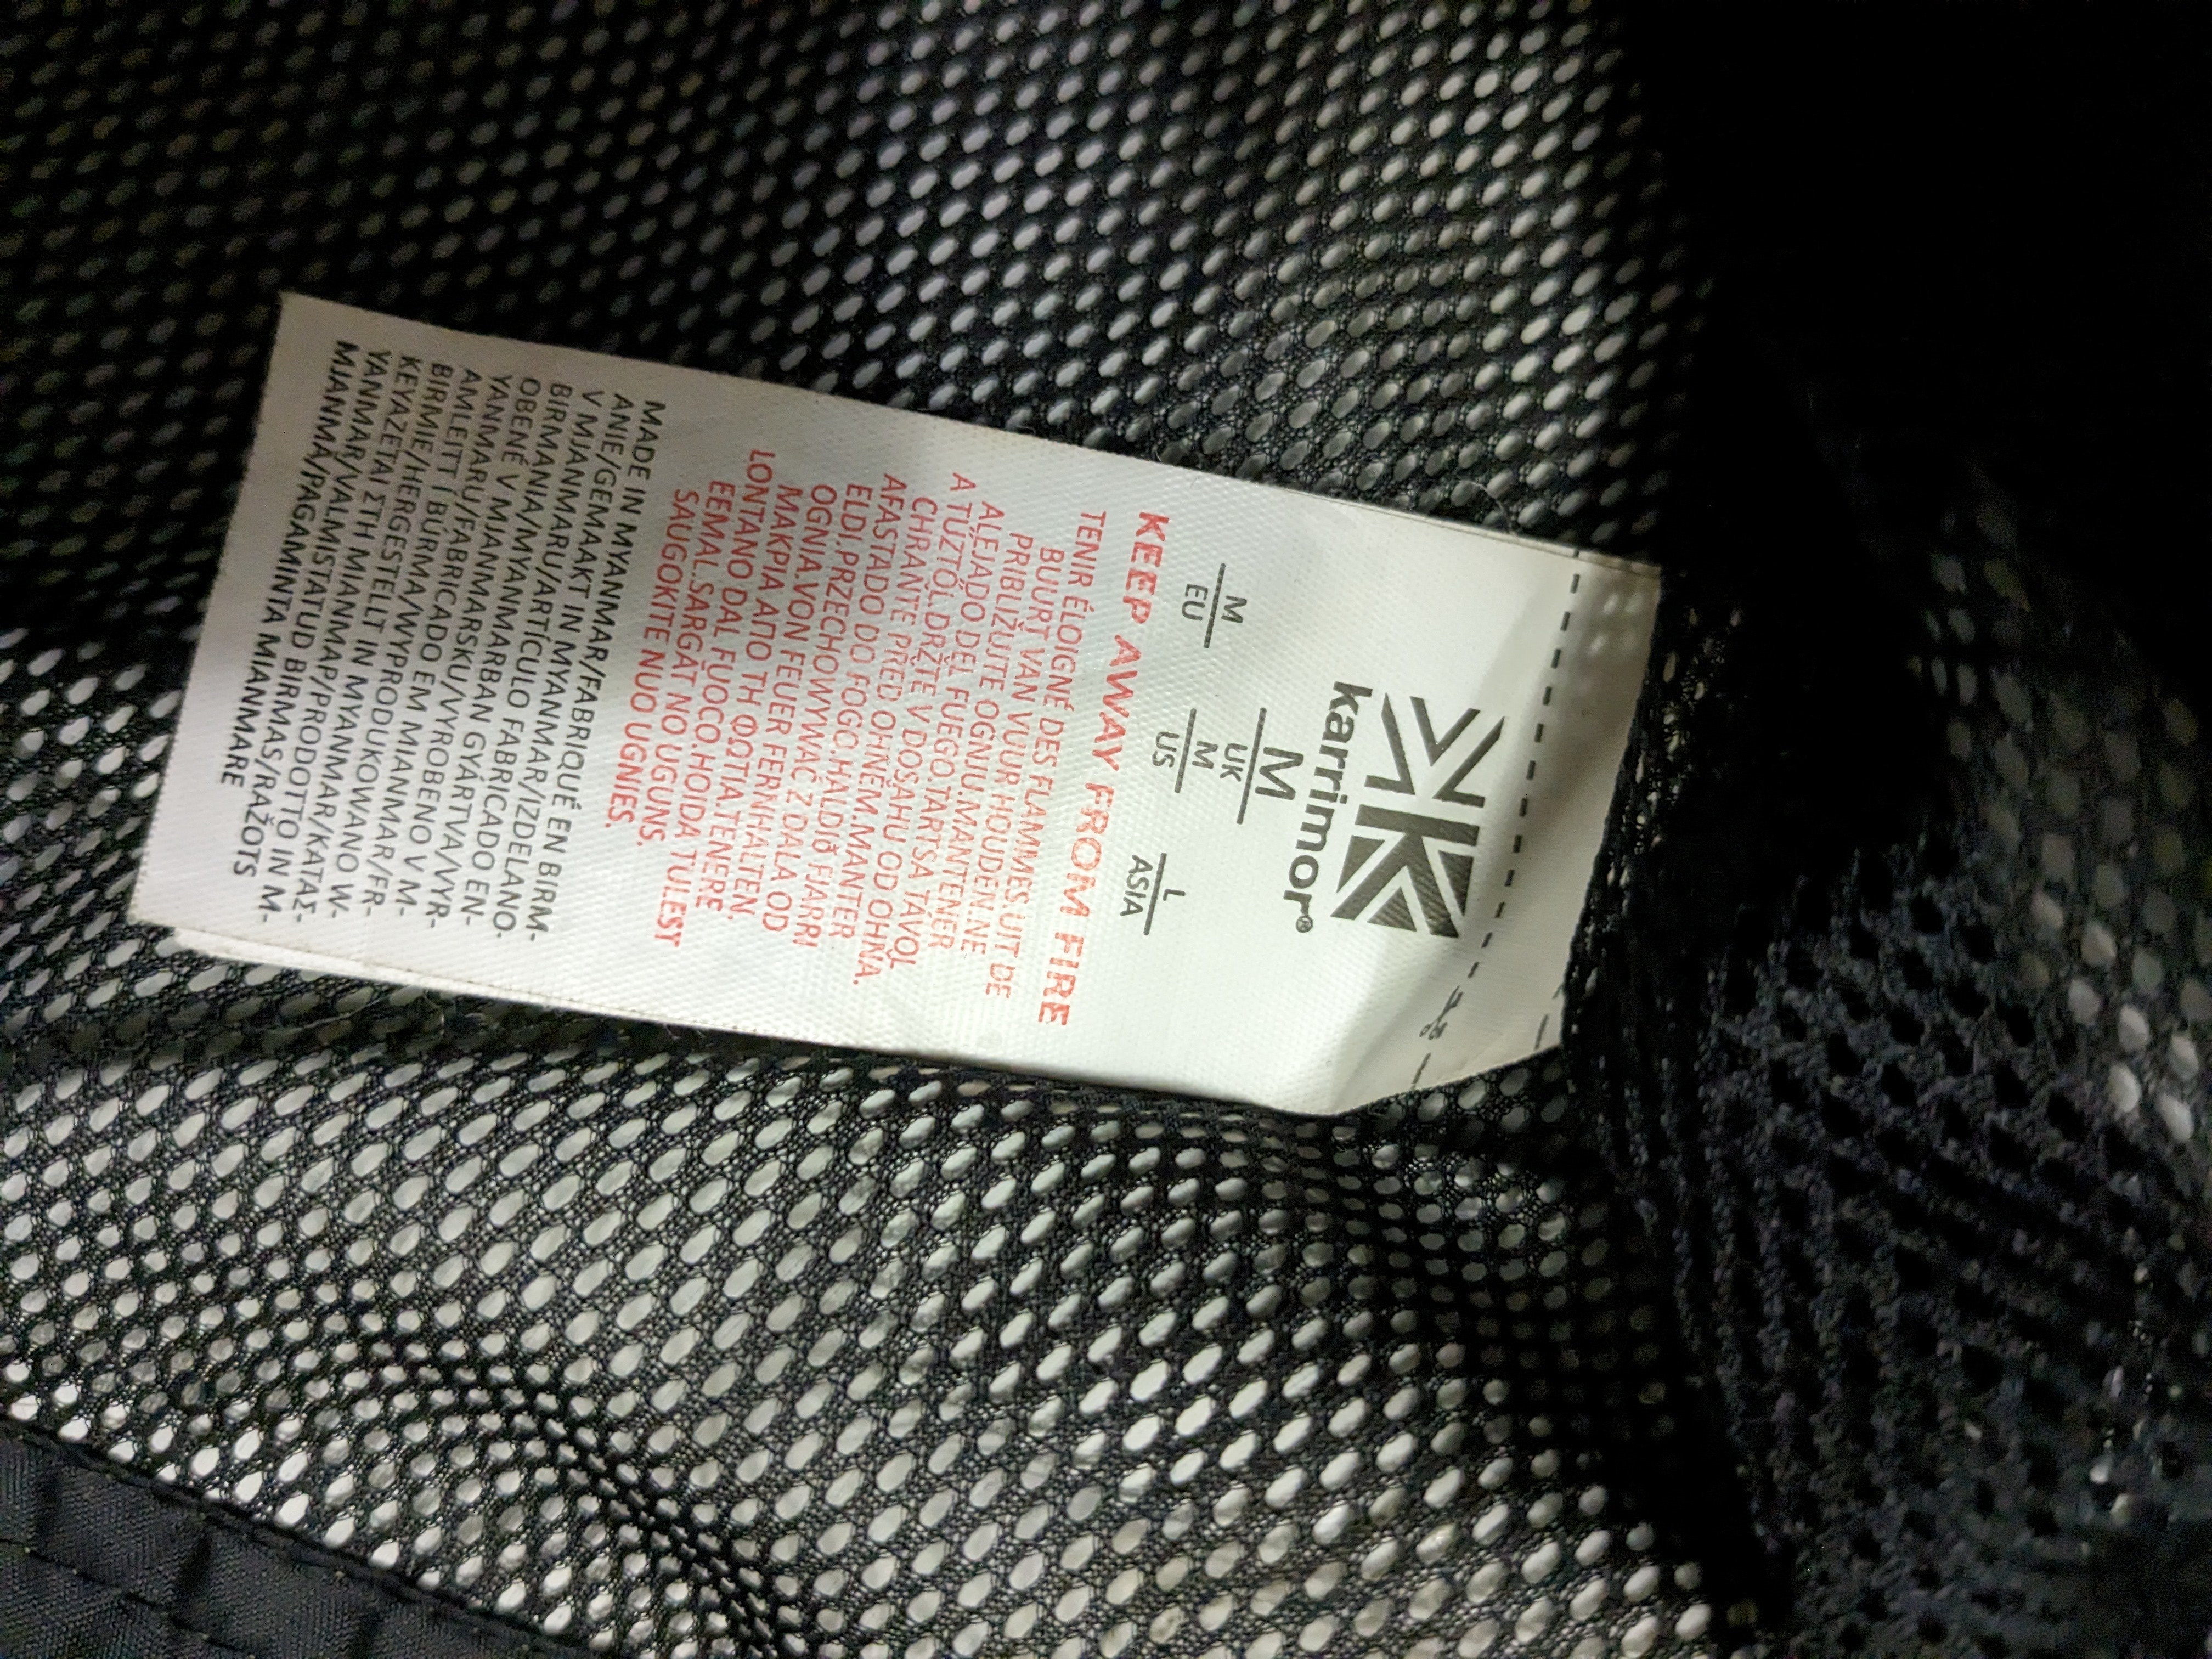 karrimor®
M
UK
M
EU
M
US
L
ASIA
KEEP AWAY FROM FIRE
TENIR ÉLOIGNÉ DES FLAMMES.UIT DE
BUURT VAN VUUR HOUDEN.NE
PRIBLIŽUJTE OGNJU.MANTENER
ALEJADO DEL FUEGO.TARTSA TÁVOL
A TŰZTŐL.DRŽTE V DOSAHU OD OHŇA.
CHRANTE PŘED OHNĚM.MANTER
AFASTADO DO FOGO.HALDIÐ FJARRI
ELDI.PRZECHOWYWAĆ Z DALA OD
OGNIA.VON FEUER FERNHALTEN.
ΜΑΚΡΙΑ ΑΠΟ ΤΗ ΦΩΤΙΑ.TENERE
LONTANO DAL FUOCO.HOIDA TULEST
EEMAL.SARGĀT NO UGUNS.
SAUGOKITE NUO UGNIES.
MADE IN MYANMAR/FABRIQUÉ EN BIRM-
ANIE/GEMAAKT IN MYANMAR/IZDELANO
V MJANMARU/ARTÍCULO FABRICADO EN
BIRMANIA/MYANMARBAN GYÁRTVA/VYR-
OBENÉ V MJANMARSKU/VYROBENO V M-
YANMARU/FABRICADO EM MIANMAR/FR-
AMLEITT Í BÚRMA/WYPRODUKOWANO W
BIRMIE/HERGESTELLT IN MYANMAR/ΚΑΤΑΣ-
ΚΕΥΑΖΕΤΑΙ ΣΤΗ ΜΙΑΝΜΑΡ/PRODOTTO IN M-
YANMAR/VALMISTATUD BIRMAS/RAŽOTS
MJANMĀ/PAGAMINTA MIANMARE